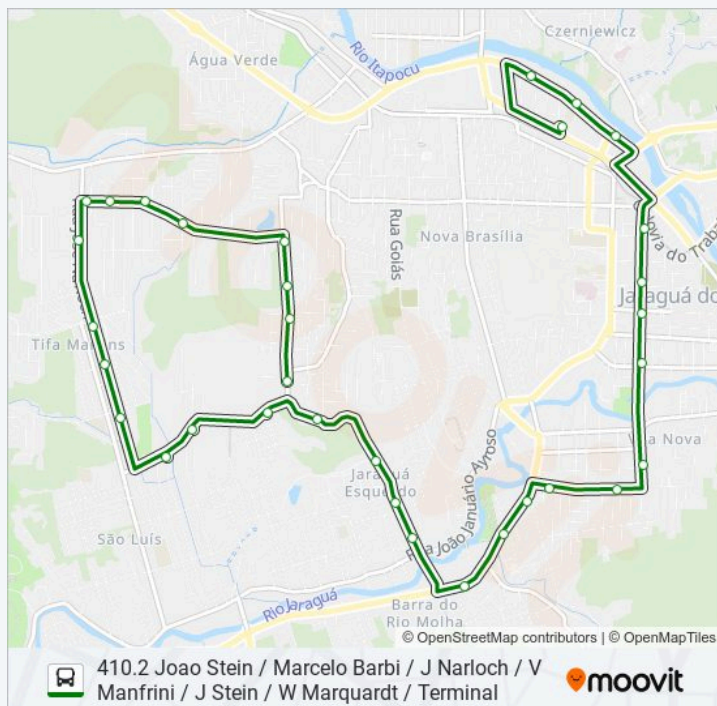 Czerniewicz
Água Verde
Rio Itapocu
Nova Brasília
Rua Goiás
Jaraguá do
Tifa Martins
Vila Nova
Jaraguá
Esquerdo
Rua João Januário Ayroso
São Luís
Rio Jaraguá
Barra do
Rio Molha
© OpenStreetMap contributors | © OpenMapTiles
410.2 Joao Stein / Marcelo Barbi / J Narloch / V
Manfrini / J Stein / W Marquardt / Terminal
moovit